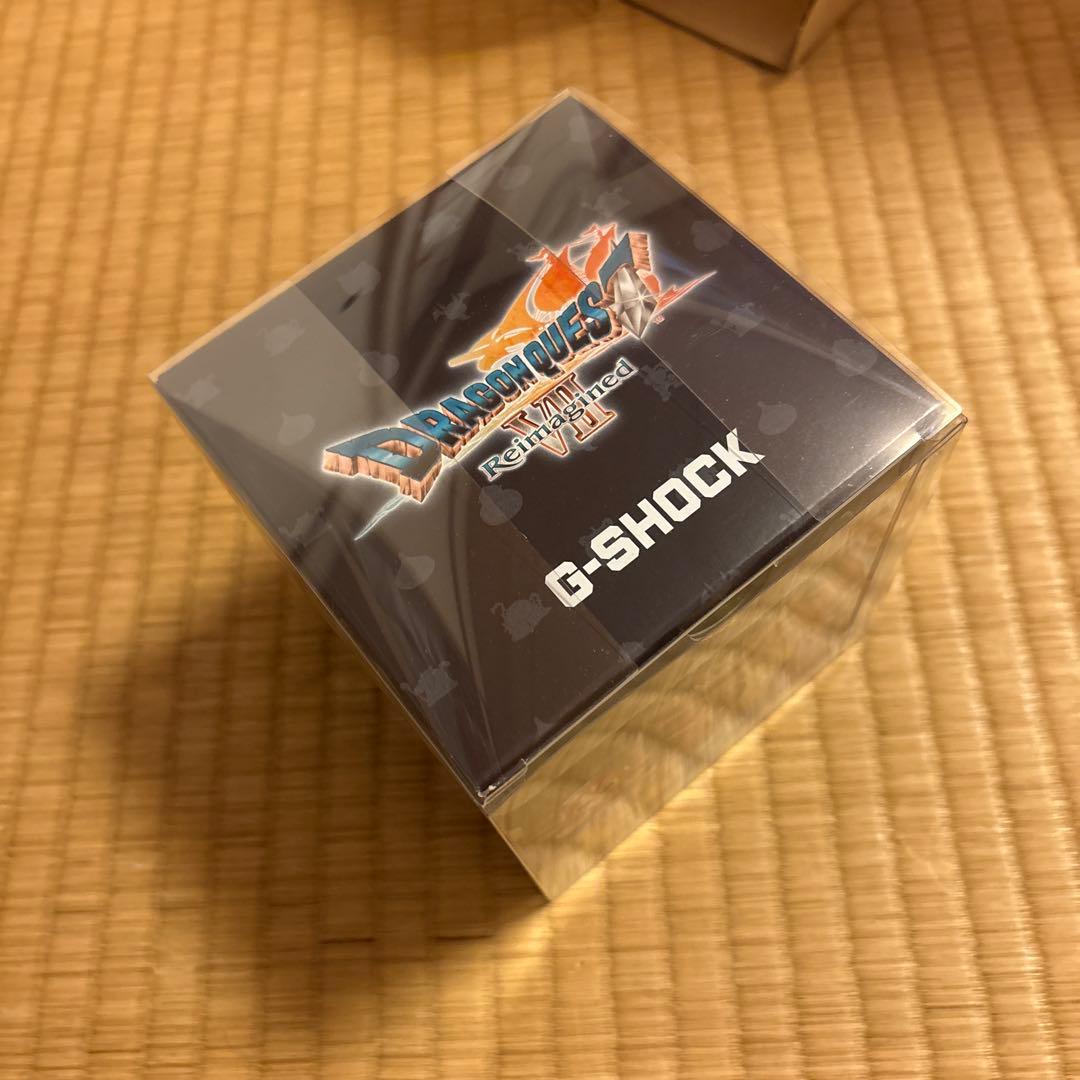 DRAGON QUEST
VII
Reimagined
G-SHOCK